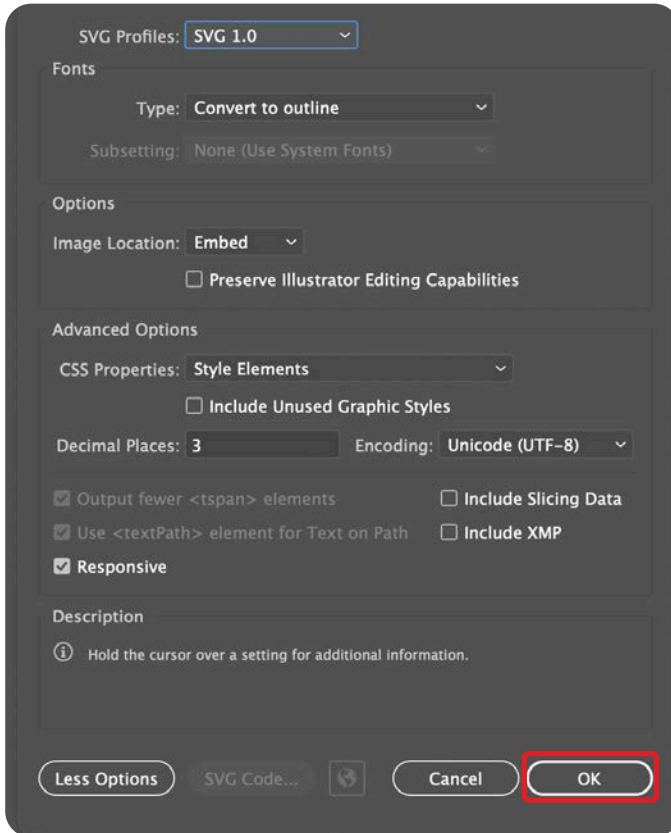 SVG Profiles: SVG 1.0
Fonts
Type: Convert to outline
Subsetting: None (Use System Fonts)
Options
Image Location: Embed
Preserve Illustrator Editing Capabilities
Advanced Options
CSS Properties: Style Elements
Include Unused Graphic Styles
Decimal Places: 3 Encoding: Unicode (UTF-8)
Output fewer <tspan> elements Include Slicing Data
Use <textPath> element for Text on Path Include XMP
Responsive
Description
Hold the cursor over a setting for additional information.
Less Options SVG Code... Cancel OK